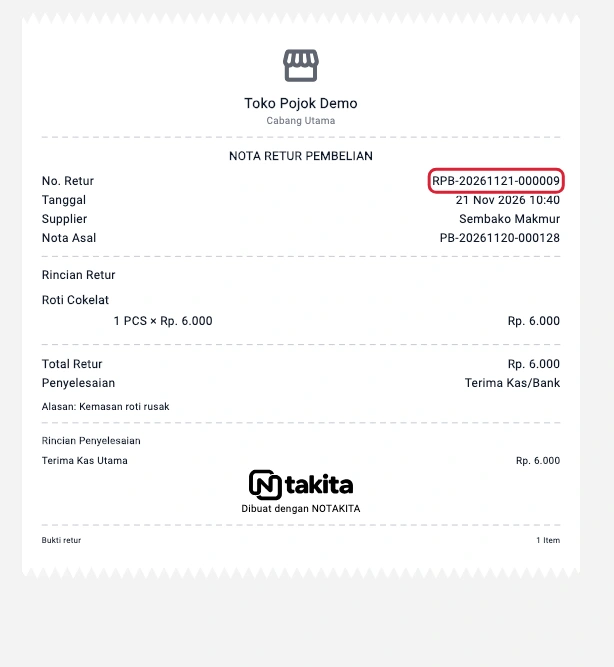 Toko Pojok Demo
Cabang Utama
NOTA RETUR PEMBELIAN
No. Retur RPB-20261121-000009
Tanggal 21 Nov 2026 10:40
Supplier Sembako Makmur
Nota Asal PB-20261120-000128
Rincian Retur
Roti Cokelat
1 PCS × Rp. 6.000 Rp. 6.000
Total Retur Rp. 6.000
Penyelesaian Terima Kas/Bank
Alasan: Kemasan roti rusak
Rincian Penyelesaian
Terima Kas Utama Rp. 6.000
Notakita
Dibuat dengan NOTAKITA
Bukti retur 1 Item